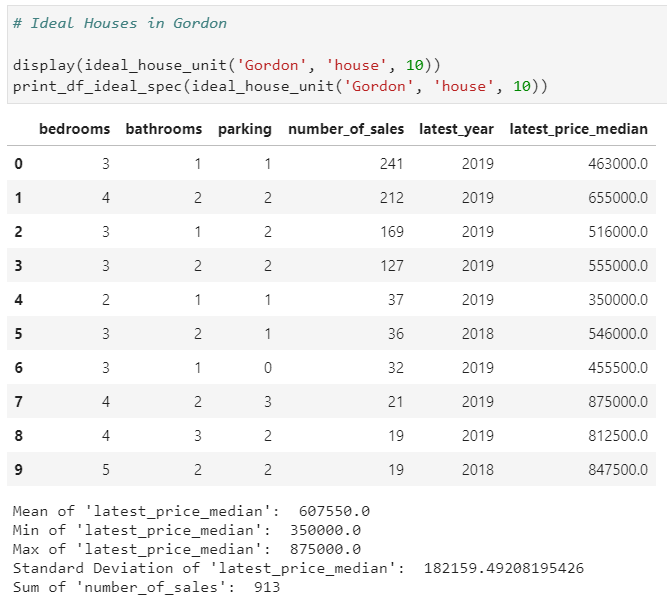 # Ideal Houses in Gordon
display(ideal_house_unit('Gordon', 'house', 10))
print_df_ideal_spec(ideal_house_unit('Gordon', 'house', 10))
bedrooms bathrooms parking number_of_sales latest_year latest_price_median
0 3 1 1 241 2019 463000.0
1 4 2 2 212 2019 655000.0
2 3 1 2 169 2019 516000.0
3 3 2 2 127 2019 555000.0
4 2 1 1 37 2019 350000.0
5 3 2 1 36 2018 546000.0
6 3 1 0 32 2019 455500.0
7 4 2 3 21 2019 875000.0
8 4 3 2 19 2019 812500.0
9 5 2 2 19 2018 847500.0
Mean of 'latest_price_median':  607550.0
Min of 'latest_price_median':  350000.0
Max of 'latest_price_median':  875000.0
Standard Deviation of 'latest_price_median':  182159.49208195426
Sum of 'number_of_sales':  913